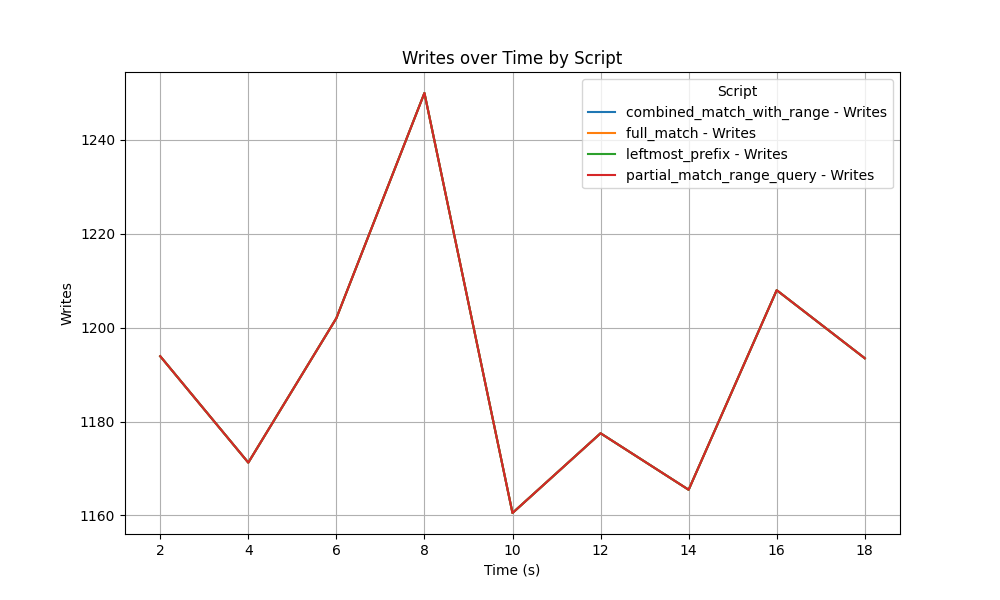 Writes over Time by Script
Script
combined_match_with_range - Writes
full_match - Writes
leftmost_prefix - Writes
partial_match_range_query - Writes
Writes
1240
1220
1200
1180
1160
2 4 6 8 10 12 14 16 18
Time (s)